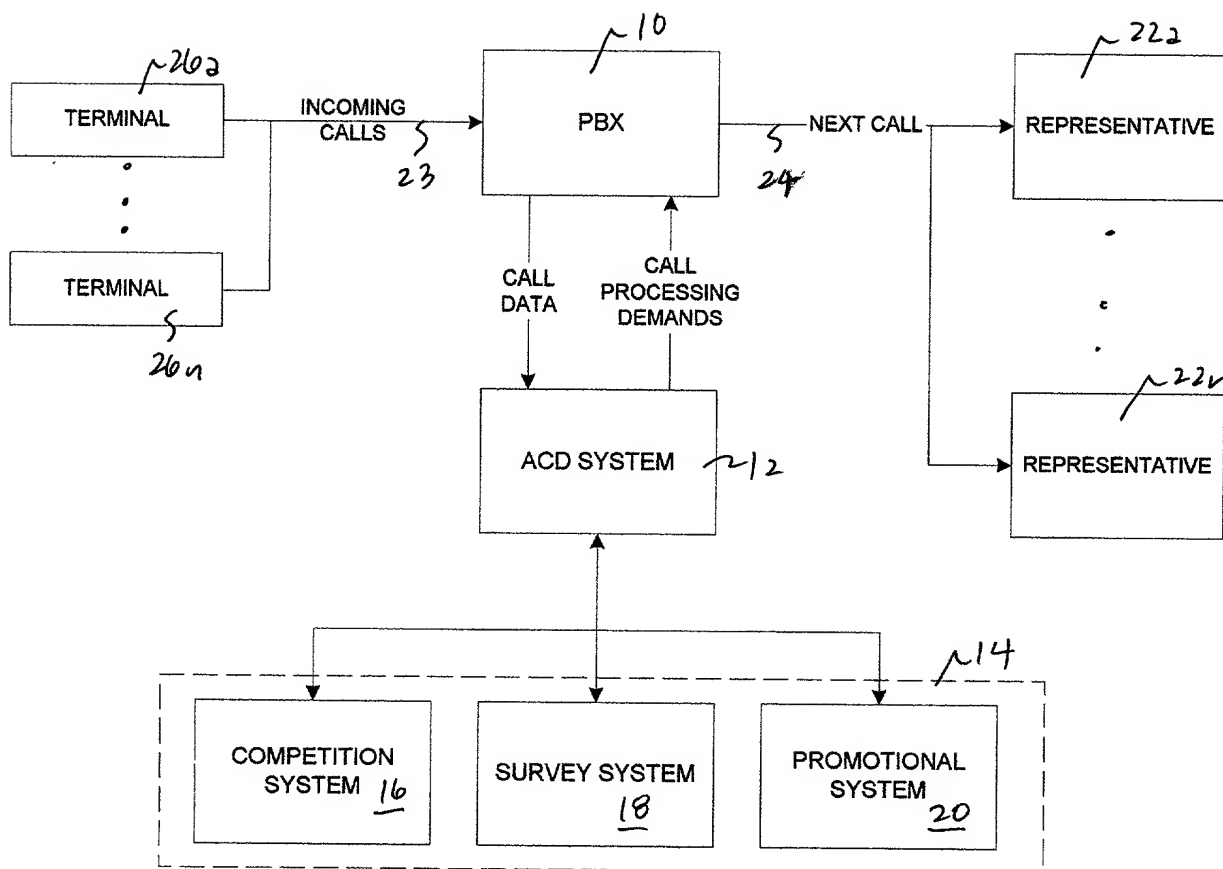 26a
10
22a
TERMINAL
INCOMING
CALLS
PBX
NEXT CALL
REPRESENTATIVE
23
24
TERMINAL
CALL
DATA
CALL
PROCESSING
DEMANDS
26n
22n
ACD SYSTEM
12
REPRESENTATIVE
14
COMPETITION
SYSTEM
16
SURVEY SYSTEM
18
PROMOTIONAL
SYSTEM
20